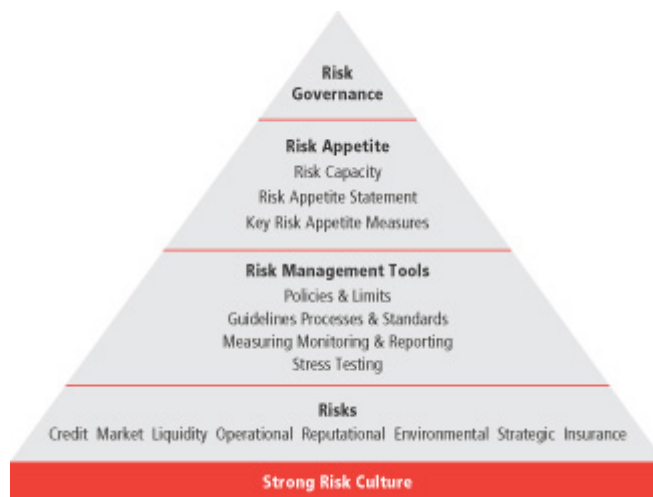 Risk
Governance
Risk Appetite
Risk Capacity
Risk Appetite Statement
Key Risk Appetite Measures
Risk Management Tools
Policies & Limits
Guidelines Processes & Standards
Measuring Monitoring & Reporting
Stress Testing
Risks
Credit Market Liquidity Operational Reputational Environmental Strategic Insurance
Strong Risk Culture